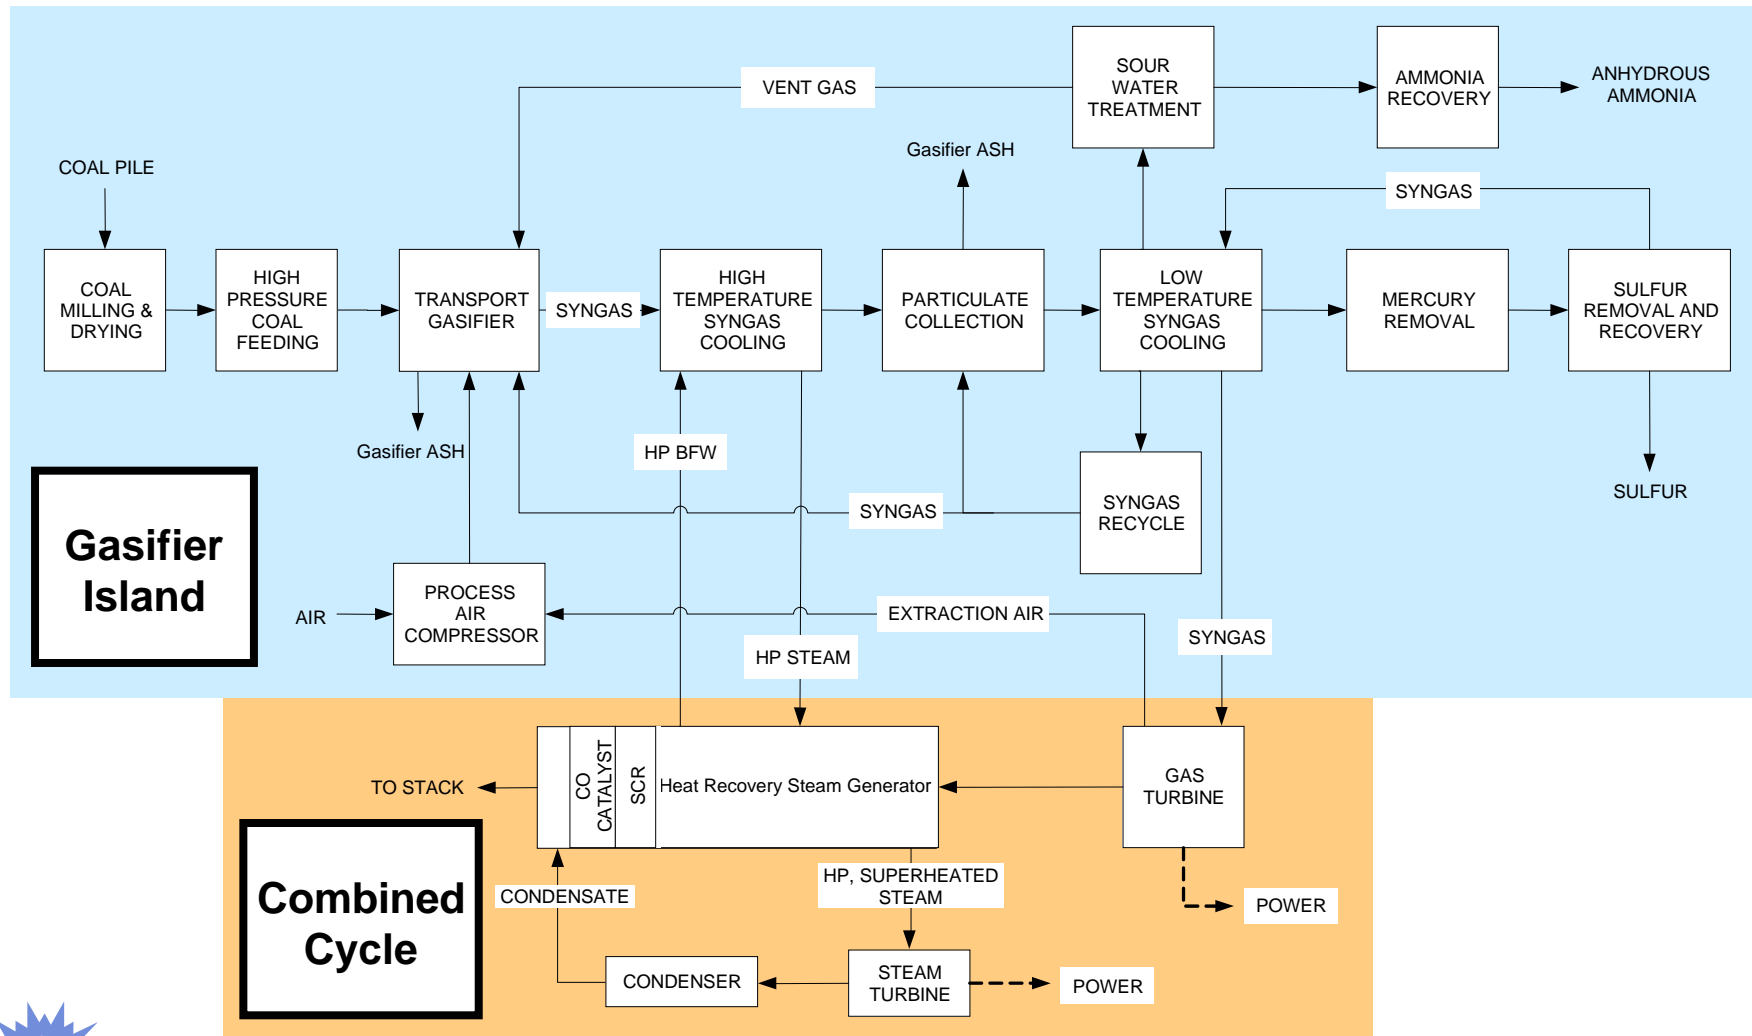 SOUR
WATER
TREATMENT
AMMONIA
RECOVERY
ANHYDROUS
AMMONIA
VENT GAS
Gasifier ASH
COAL PILE
SYNGAS
COAL
MILLING &
DRYING
HIGH
PRESSURE
COAL
FEEDING
TRANSPORT
GASIFIER
SYNGAS
HIGH
TEMPERATURE
SYNGAS
COOLING
PARTICULATE
COLLECTION
LOW
TEMPERATURE
SYNGAS
COOLING
MERCURY
REMOVAL
SULFUR
REMOVAL AND
RECOVERY
Gasifier ASH
HP BFW
SYNGAS
SYNGAS
RECYCLE
SULFUR
Gasifier
Island
AIR
PROCESS
AIR
COMPRESSOR
EXTRACTION AIR
SYNGAS
HP STEAM
TO STACK
CO
CATALYST
SCR
Heat Recovery Steam Generator
GAS
TURBINE
Combined
Cycle
CONDENSATE
HP, SUPERHEATED
STEAM
POWER
CONDENSER
STEAM
TURBINE
POWER